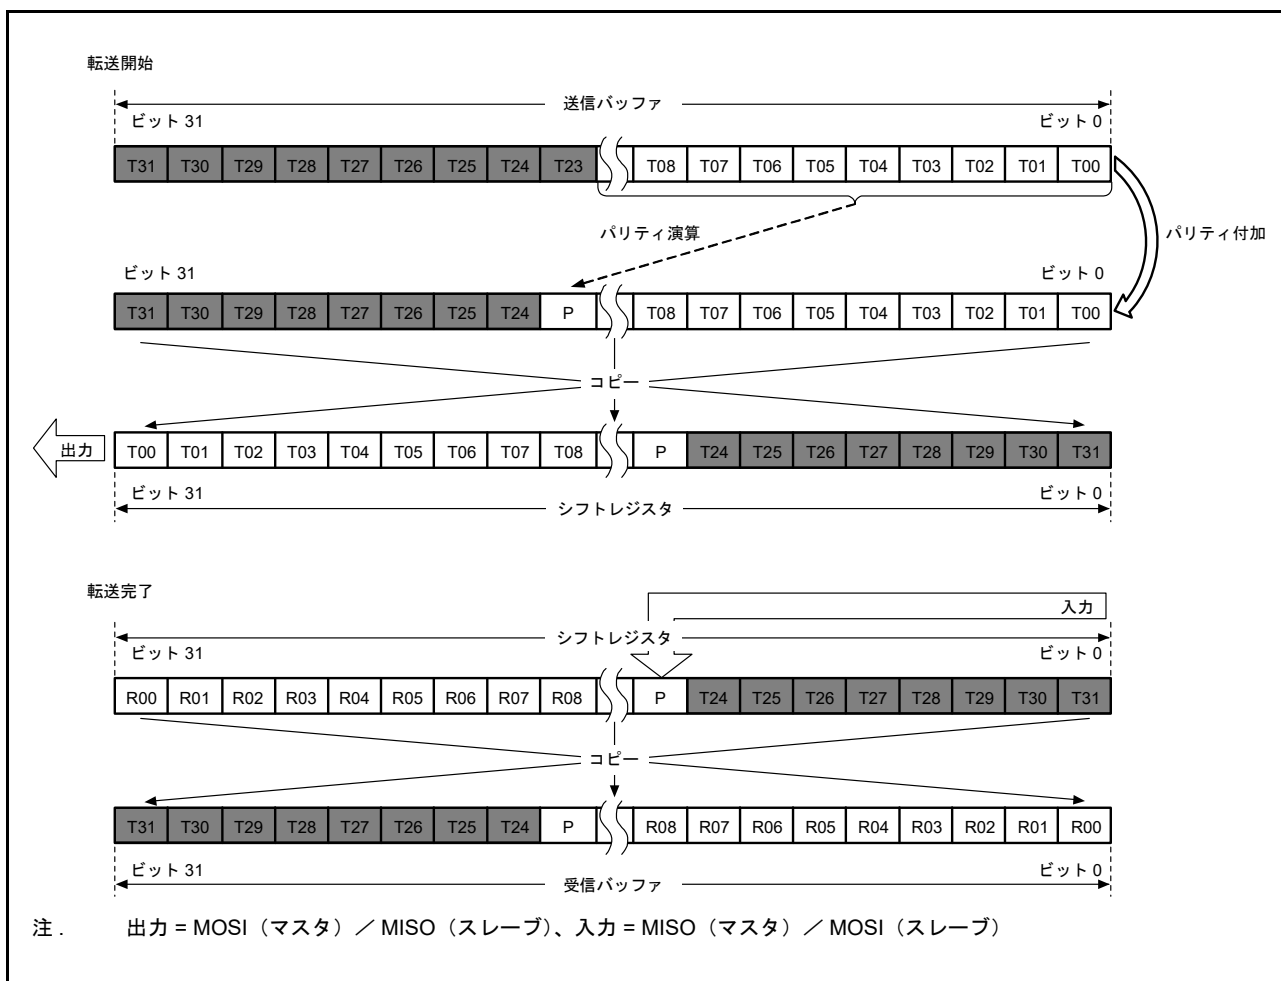 転送開始
送信バッファ
ビット 31 ビット 0
T31 T30 T29 T28 T27 T26 T25 T24 T23 T08 T07 T06 T05 T04 T03 T02 T01 T00
パリティ演算 パリティ付加
ビット 31 ビット 0
T31 T30 T29 T28 T27 T26 T25 T24 P T08 T07 T06 T05 T04 T03 T02 T01 T00
コピー
出力 T00 T01 T02 T03 T04 T05 T06 T07 T08 P T24 T25 T26 T27 T28 T29 T30 T31
ビット 31 ビット 0
シフトレジスタ
転送完了
入力
シフトレジスタ
ビット 31 ビット 0
R00 R01 R02 R03 R04 R05 R06 R07 R08 P T24 T25 T26 T27 T28 T29 T30 T31
コピー
T31 T30 T29 T28 T27 T26 T25 T24 P R08 R07 R06 R05 R04 R03 R02 R01 R00
ビット 31 ビット 0
受信バッファ
注 . 出力 = MOSI（マスタ）／ MISO（スレーブ）、入力 = MISO（マスタ）／ MOSI（スレーブ）